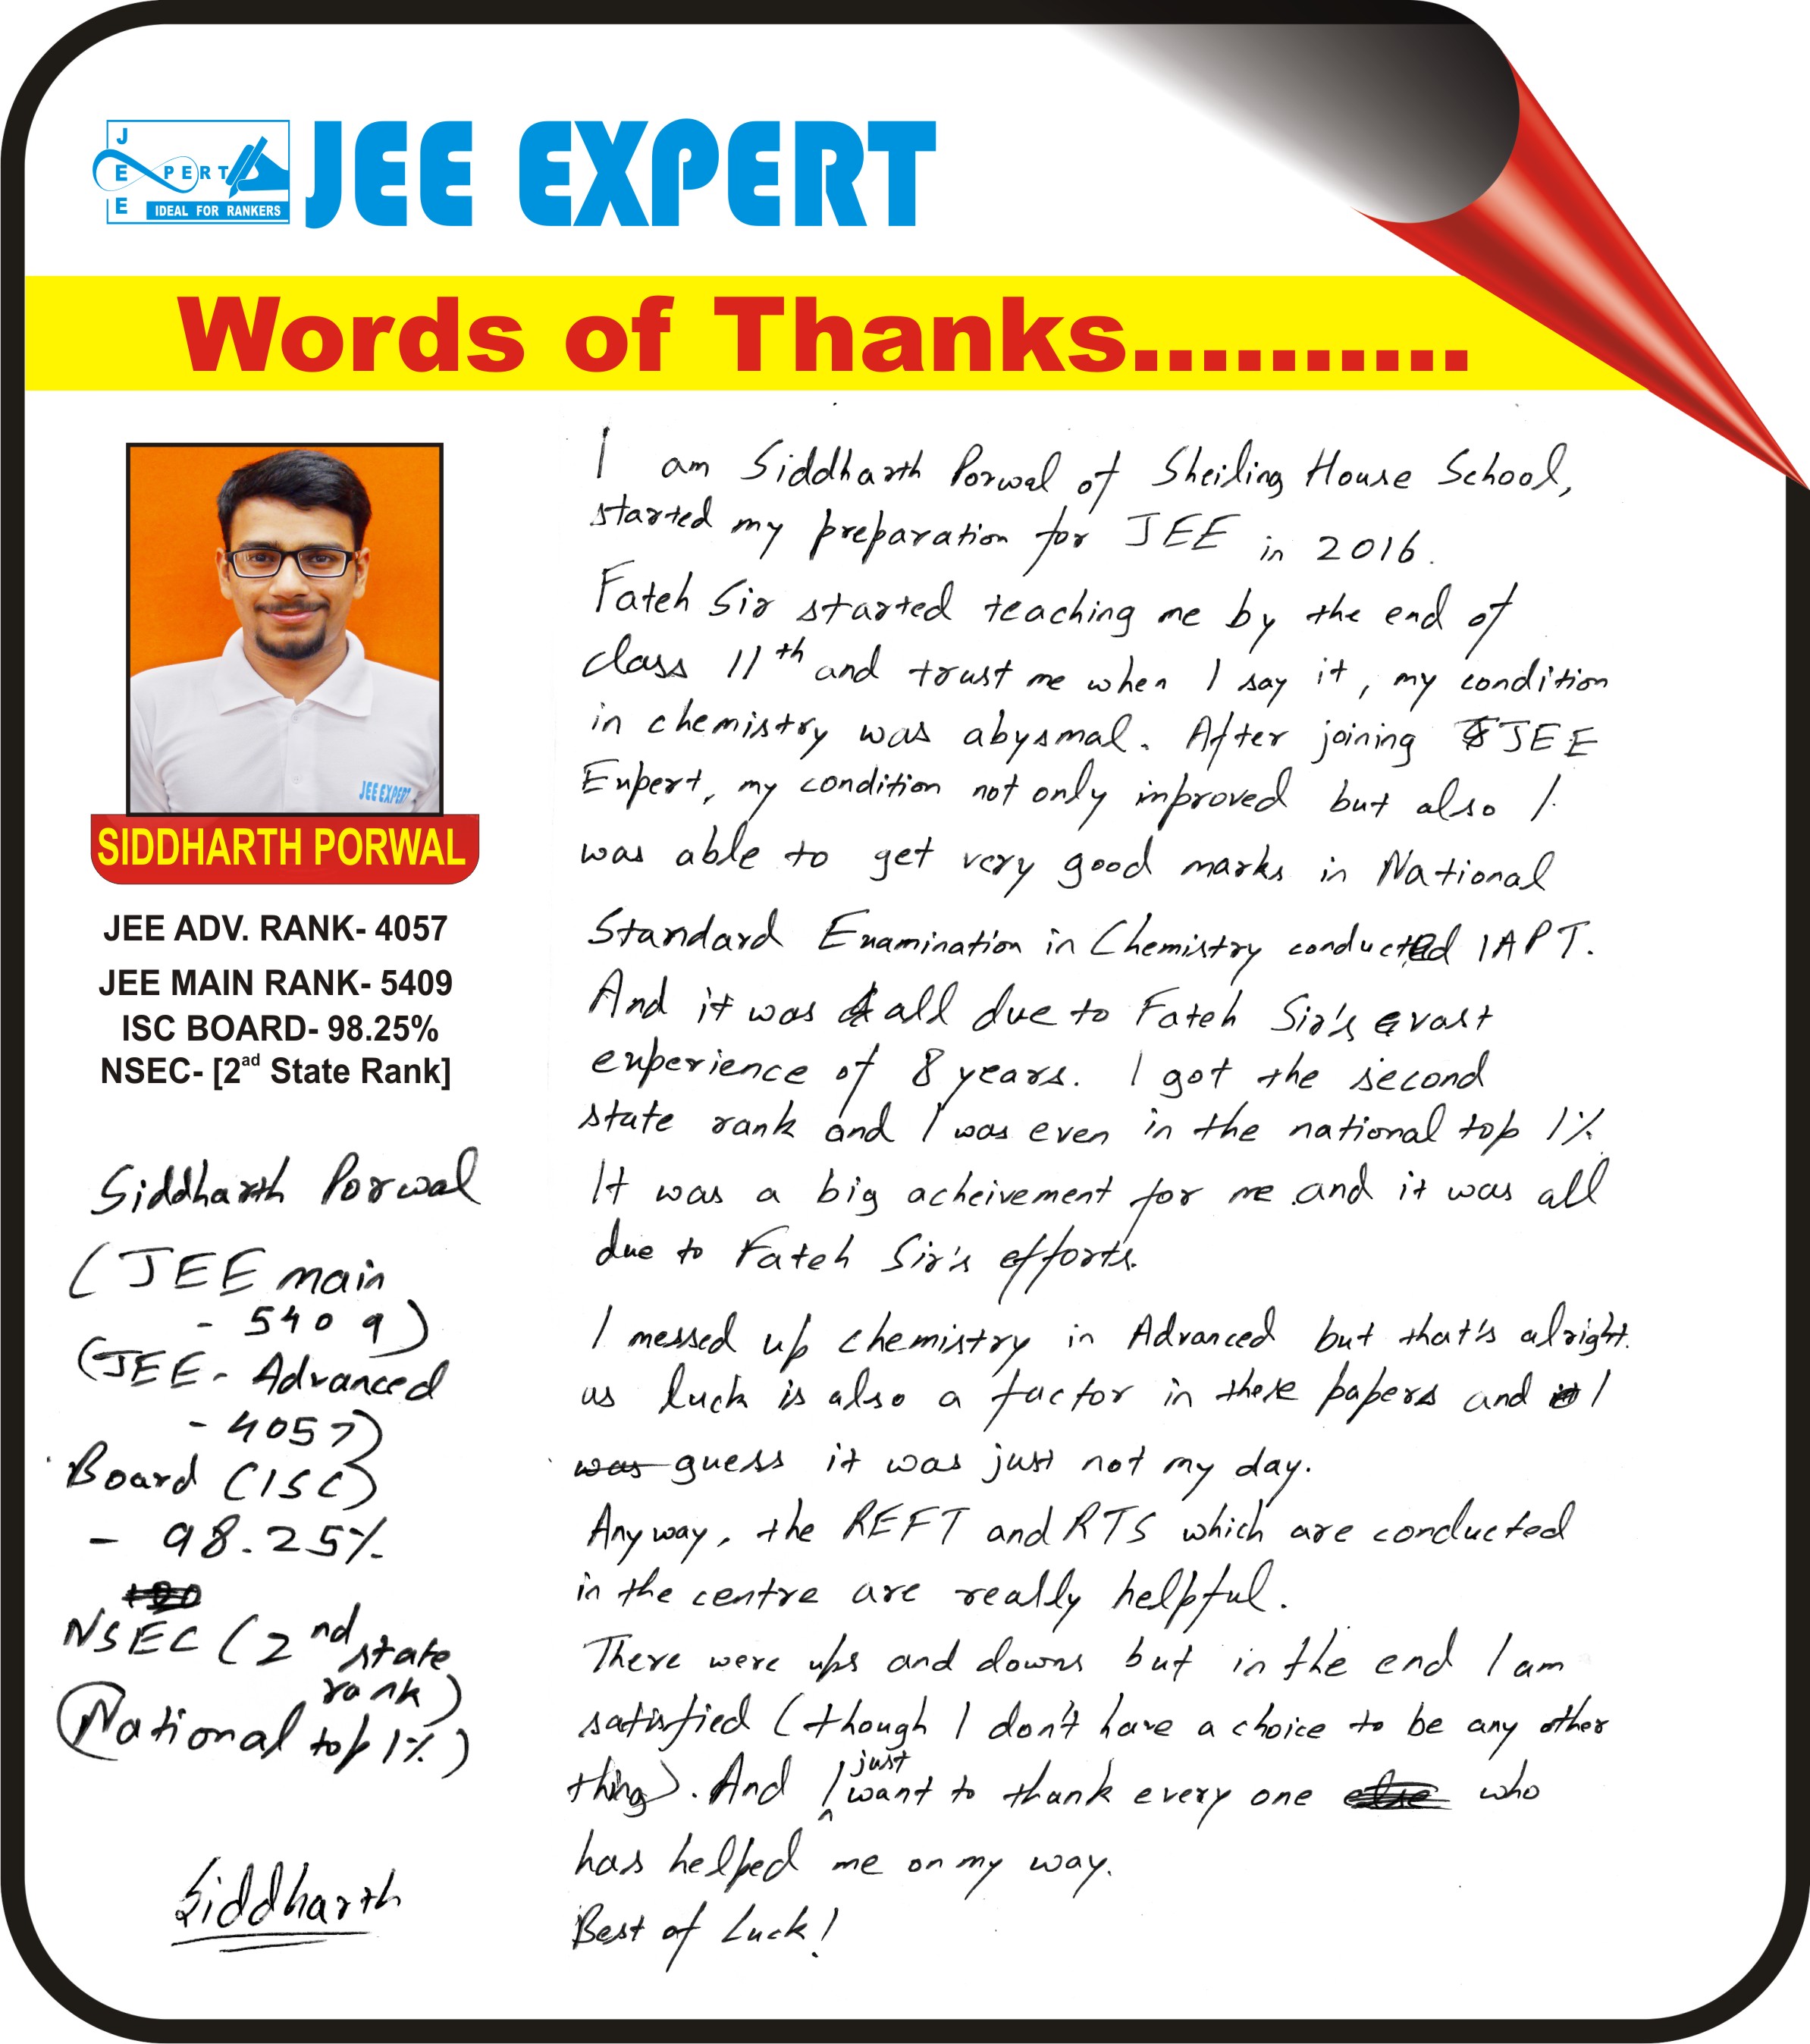 J
E PERT
E IDEAL FOR RANKERS
JEE EXPERT
Words of Thanks..........
JEE EXPERT
SIDDHARTH PORWAL
JEE ADV. RANK- 4057
JEE MAIN RANK- 5409
ISC BOARD- 98.25%
NSEC- [2ad State Rank]
Siddharth Porwal
(JEE main
- 5409)
(JEE - Advanced
- 4057)
Board (ISC)
- 98.25%
NSEC (2nd state
rank)
(National top 1%)
Siddharth
I am Siddharth Porwal of Sheiling House School,
started my preparation for JEE in 2016.
Fateh Sir started teaching me by the end of
class 11th and trust me when I say it, my condition
in chemistry was abysmal. After joining JEE
Expert, my condition not only improved but also I
was able to get very good marks in National
Standard Examination in Chemistry conducted IAPT.
And it was all due to Fateh Sir's vast
experience of 8 years. I got the second
state rank and I was even in the national top 1%
It was a big acheivement for me and it was all
due to Fateh Sir's efforts.
I messed up chemistry in Advanced but that's alright.
as luck is also a factor in these papers and I
was guess it was just not my day.
Anyway, the REFT and RTS which are conducted
in the centre are really helpful.
There were ups and downs but in the end I am
satisfied (though I don't have a choice to be any other
thing). And I just want to thank every one else who
has helped me on my way.
Best of Luck!